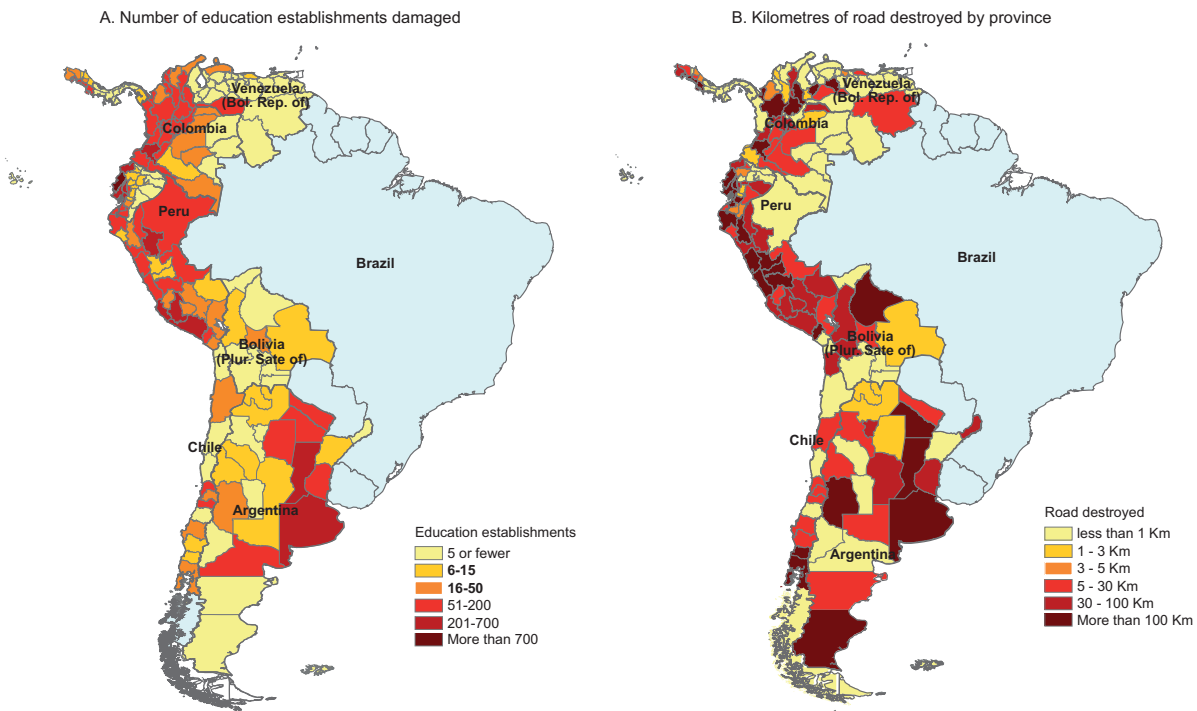 A. Number of education establishments damaged
Venezuela
(Bol. Rep. of)
Colombia
Peru
Brazil
Bolivia
(Plur. Sate of)
Chile
Argentina
Education establishments
5 or fewer
6-15
16-50
51-200
201-700
More than 700
B. Kilometres of road destroyed by province
Venezuela
(Bol. Rep. of)
Colombia
Peru
Brazil
Bolivia
(Plur. Sate of)
Chile
Argentina
Road destroyed
less than 1 Km
1 - 3 Km
3 - 5 Km
5 - 30 Km
30 - 100 Km
More than 100 Km